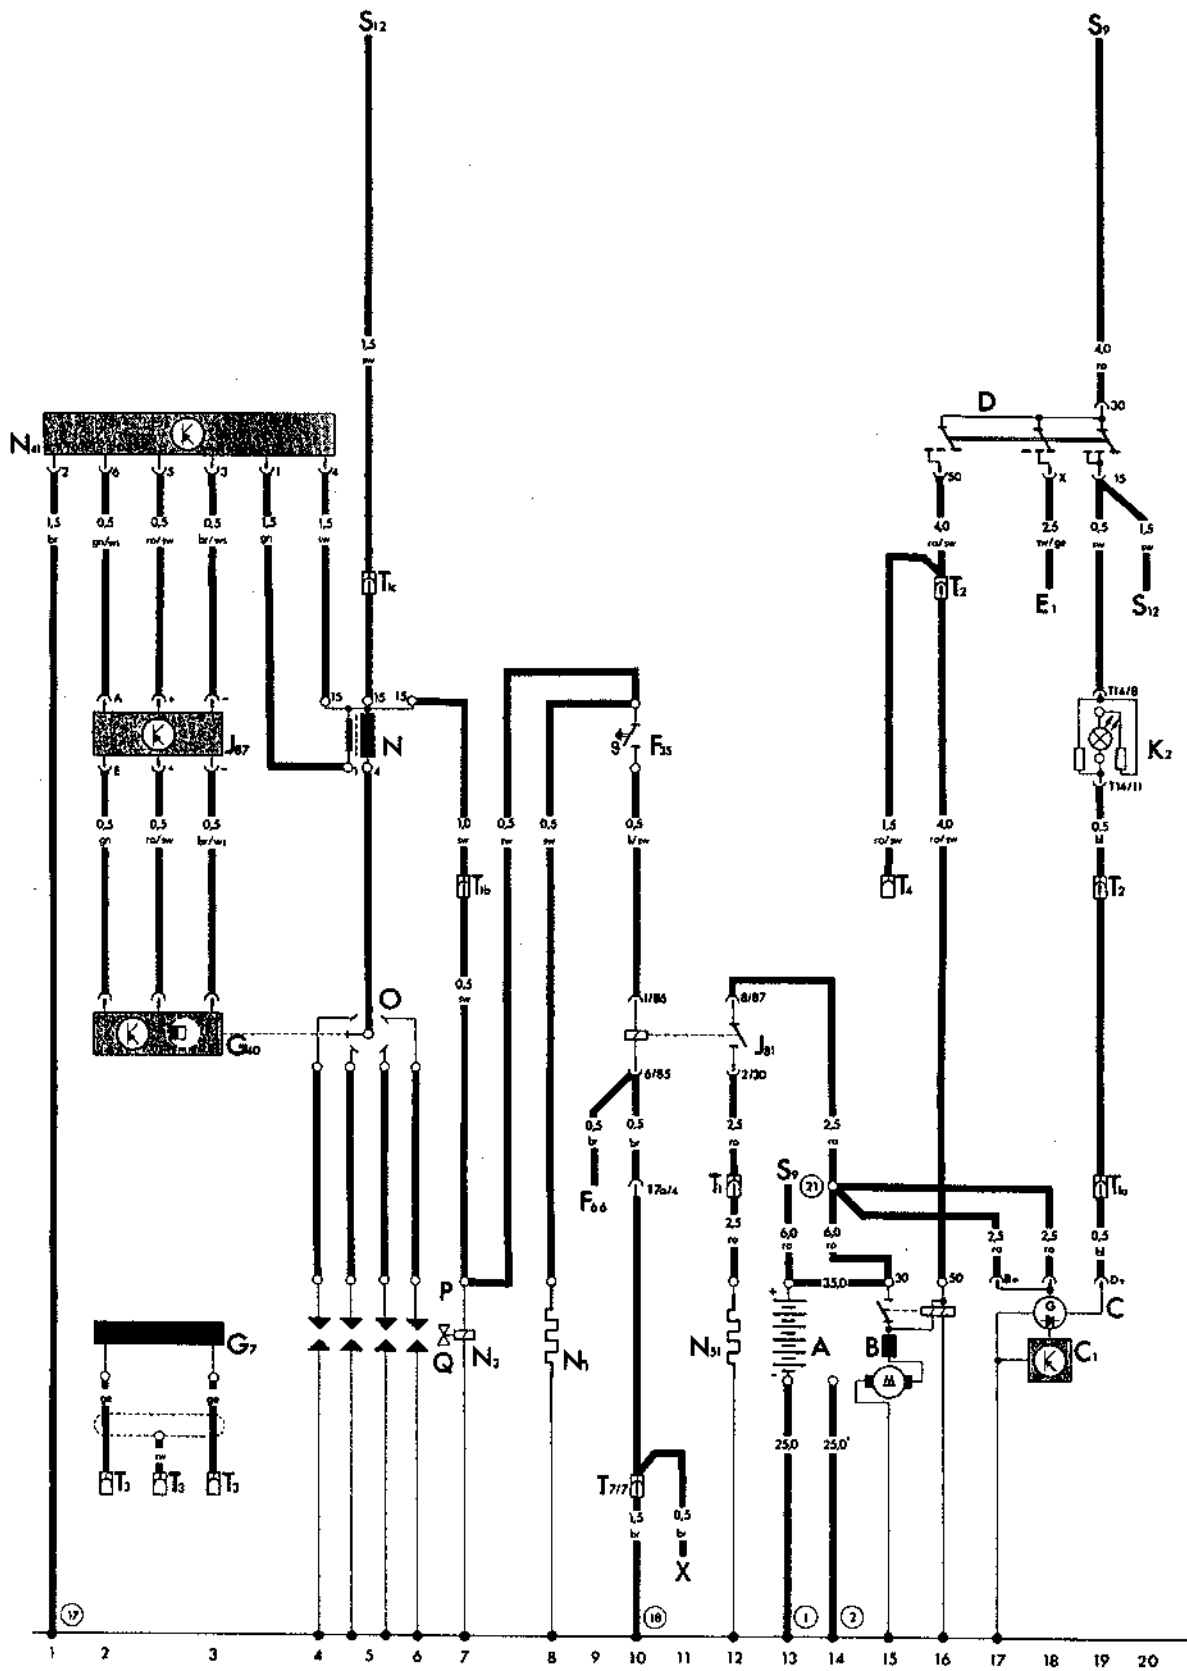 S12 S9
1,5
sw
4,0
ro
30
D
N41
2 6 5 3 1 4
50 X 15
1,5 0,5 0,5 0,5 1,5 1,5
br gn/ws ro/sw br/ws gn sw
4,0 2,5 0,5 1,5
ro/sw sw/ge sw sw
T1c
T2
E1 S12
A + -
15 15 15
T14/8
J87
N
F35
K2
E + -
1 4
T14/11
0,5 0,5 0,5
gn ro/sw br/ws
1,0 0,5 0,5 0,5
sw sw sw bl/sw
1,5 4,0 0,5
ro/sw ro/sw bl
T1b T4 T2
0,5
sw
O
1/86 8/87
G40
J81
6/85 2/30
0,5 0,5
br br
2,5 2,5
ro ro
F66
17a/4
T1 S9 21 T1a
2,5 6,0 6,0 2,5 2,5 0,5
ro ro ro ro ro bl
P
35,0 30 50 B+ D+
+
G
C
G7
Q N3 N1 N51 A B C1
M
-
ge ge
sw
25,0 25,0
T3 T3 T3
T7/7
1,5 0,5
br br
X
17 18 1 2
1 2 3 4 5 6 7 8 9 10 11 12 13 14 15 16 17 18 19 20